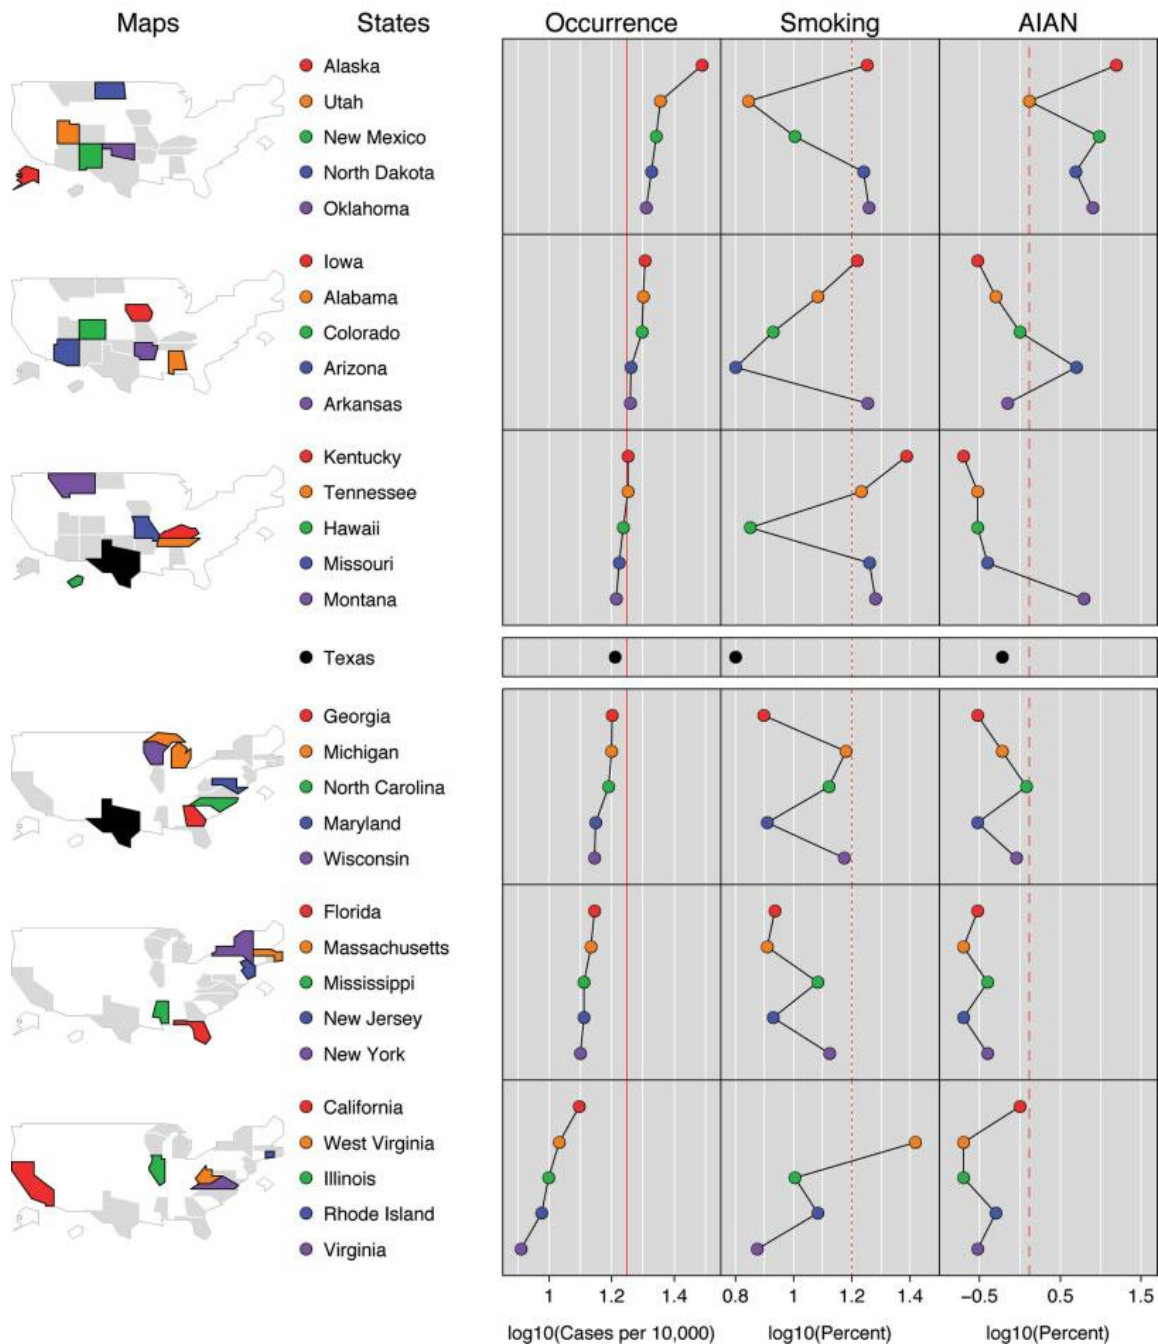 Maps States Occurrence Smoking AIAN
Alaska
Utah
New Mexico
North Dakota
Oklahoma
Iowa
Alabama
Colorado
Arizona
Arkansas
Kentucky
Tennessee
Hawaii
Missouri
Montana
Texas
Georgia
Michigan
North Carolina
Maryland
Wisconsin
Florida
Massachusetts
Mississippi
New Jersey
New York
California
West Virginia
Illinois
Rhode Island
Virginia
1 1.2 1.4 0.8 1 1.2 1.4 −0.5 0.5 1.5
log10(Cases per 10,000) log10(Percent) log10(Percent)